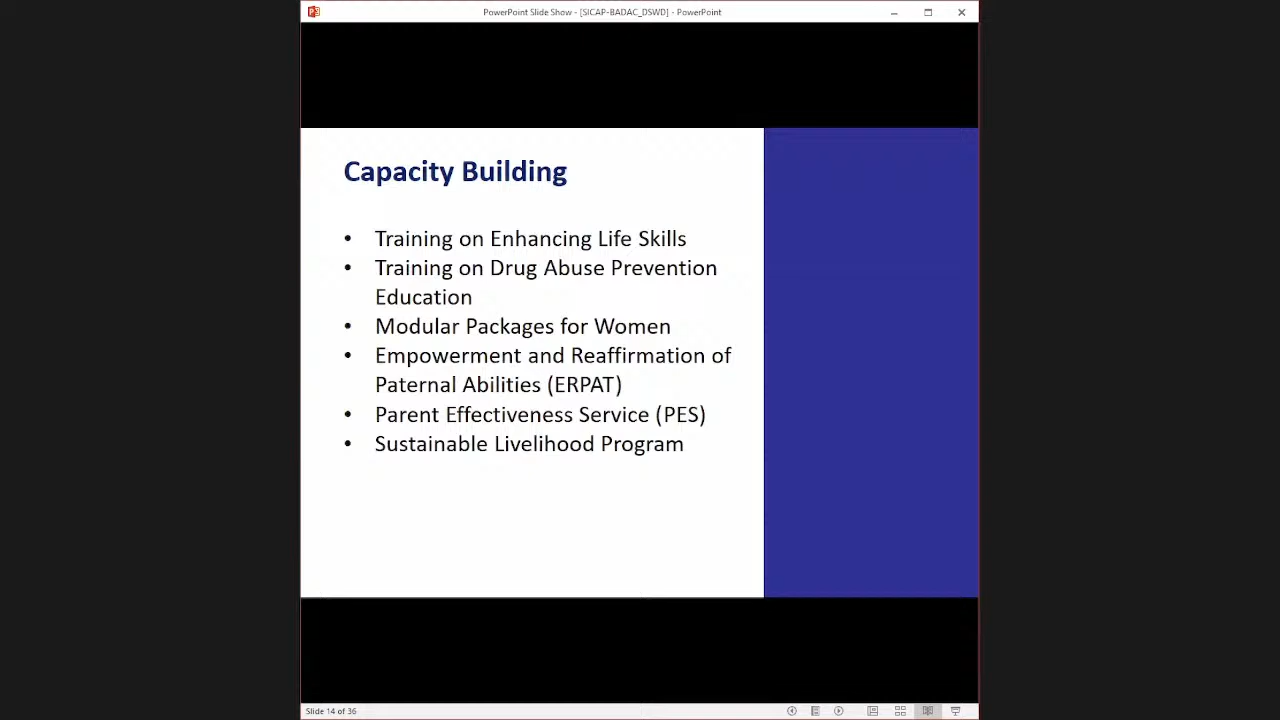 PowerPoint Slide Show - [SICAP-BADAC_DSWD] - PowerPoint
Capacity Building
• Training on Enhancing Life Skills
• Training on Drug Abuse Prevention
Education
• Modular Packages for Women
• Empowerment and Reaffirmation of
Paternal Abilities (ERPAT)
• Parent Effectiveness Service (PES)
• Sustainable Livelihood Program
Slide 14 of 36